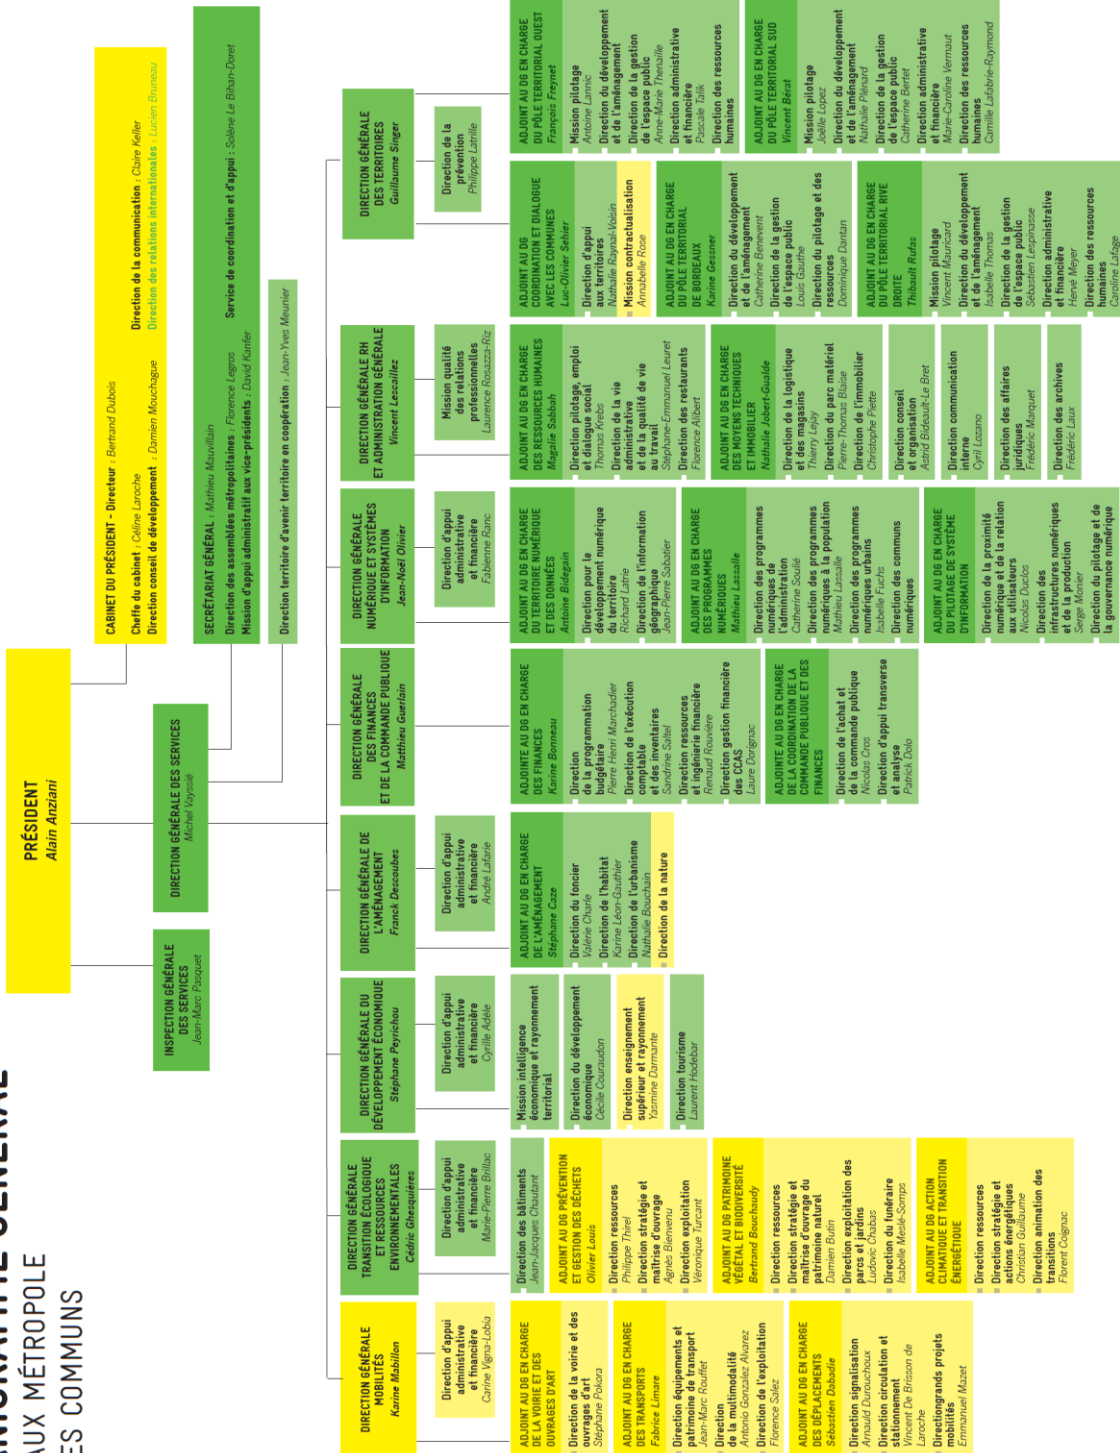 AUX MÉTROPOLE
ES COMMUNS
PRÉSIDENT
Alain Anziani
INSPECTION GÉNÉRALE
DES SERVICES
Jean-Marc Pasquet
DIRECTION GÉNÉRALE DES SERVICES
Michel Vayssié
CABINET DU PRÉSIDENT - Directeur : Bertrand Dubois
Cheffe du cabinet : Céline Laroche
Direction de la communication : Claire Keller
Direction conseil de développement : Damien Mouchague
Direction des relations internationales : Lucien Bruneau
SECRÉTARIAT GÉNÉRAL : Mathieu Mauvillain
Direction des assemblées métropolitaines : Florence Legros
Service de coordination et d'appui : Solène Le Bihan-Doret
Mission d'appui administratif aux vice-présidents : David Kanfer
Direction territoire d'avenir territoire en coopération : Jean-Yves Meunier
DIRECTION GÉNÉRALE
MOBILITÉS
Karine Mabillon
Direction d'appui
administrative
et financière
Carine Vigna-Lobia
ADJOINT AU DG EN CHARGE
DE LA VOIRIE ET DES
OUVRAGES D'ART
Direction de la voirie et des
ouvrages d'art
Stéphane Pokora
ADJOINT AU DG EN CHARGE
DES TRANSPORTS
Fabrice Limare
Direction équipements et
patrimoine de transport
Jean-Marc Rouffet
Direction
de la multimodalité
Antonio Gonzalez Alvarez
Direction de l'exploitation
Florence Salez
ADJOINT AU DG EN CHARGE
DES DÉPLACEMENTS
Sébastien Dabadie
Direction signalisation
Arnauld Durouchoux
Direction circulation et
stationnement
Vincent De Brisson de
Laroche
Directiongrands projets
mobilités
Emmanuel Mazet
DIRECTION GÉNÉRALE
TRANSITION ÉCOLOGIQUE
ET RESSOURCES
ENVIRONNEMENTALES
Cédric Ghesquières
Direction d'appui
administrative
et financière
Marie-Pierre Brillac
Direction des bâtiments
Jean-Jacques Chautant
ADJOINT AU DG PRÉVENTION
ET GESTION DES DÉCHETS
Olivier Louis
Direction ressources
Philippe Thirel
Direction stratégie et
maîtrise d'ouvrage
Agnès Bienvenu
Direction exploitation
Véronique Turcant
ADJOINT AU DG PATRIMOINE
VÉGÉTAL ET BIODIVERSITÉ
Bertrand Bouchaudy
Direction ressources
Direction stratégie et
maîtrise d'ouvrage du
patrimoine naturel
Damien Butin
Direction exploitation des
parcs et jardins
Ludovic Chabas
Direction du funéraire
Isabelle Meslé-Somps
ADJOINT AU DG ACTION
CLIMATIQUE ET TRANSITION
ÉNERGÉTIQUE
Direction ressources
Direction stratégie et
actions énergétiques
Christian Guillaume
Direction animation des
transitions
Florent Coignac
DIRECTION GÉNÉRALE DU
DÉVELOPPEMENT ÉCONOMIQUE
Stéphane Peyrichou
Direction d'appui
administrative
et financière
Cyrille Adèle
Mission intelligence
économique et rayonnement
territorial
Direction du développement
économique
Cécile Couraudon
Direction enseignement
supérieur et rayonnement
Yasmine Darmante
Direction tourisme
Laurent Hodebar
DIRECTION GÉNÉRALE DE
L'AMÉNAGEMENT
Franck Descoubes
Direction d'appui
administrative
et financière
André Lafarie
ADJOINT AU DG EN CHARGE
DE L'AMÉNAGEMENT
Stéphane Caze
Direction du foncier
Valérie Charle
Direction de l'habitat
Karine Léon-Gauthier
Direction de l'urbanisme
Nathalie Bouchain
Direction de la nature
DIRECTION GÉNÉRALE
DES FINANCES
ET DE LA COMMANDE PUBLIQUE
Matthieu Guerlain
ADJOINTE AU DG EN CHARGE
DES FINANCES
Karine Bonneau
Direction
de la programmation
budgétaire
Pierre Henri Marchadier
Direction de l'exécution
comptable
et des inventaires
Sandrine Saltel
Direction ressources
et ingénierie financière
Renaud Rouvière
Direction gestion financière
des CCAS
Laure Dorignac
ADJOINTE AU DG EN CHARGE
DE LA COORDINATION DE LA
COMMANDE PUBLIQUE ET DES
FINANCES
Direction de l'achat et
de la commande publique
Nicolas Cros
Direction d'appui transverse
et analyse
Patrick Dolo
DIRECTION GÉNÉRALE
NUMÉRIQUE ET SYSTÈMES
D'INFORMATION
Jean-Noël Olivier
Direction d'appui
administrative
et financière
Fabienne Ranc
ADJOINT AU DG EN CHARGE
DU TERRITOIRE NUMÉRIQUE
ET DES DONNÉES
Antoine Bidegain
Direction pour le
développement numérique
du territoire
Richard Latrie
Direction de l'information
géographique
Jean-Pierre Sabatier
ADJOINT AU DG EN CHARGE
DES PROGRAMMES
NUMÉRIQUES
Mathieu Lassalle
Direction des programmes
numériques de
l'administration
Catherine Soulié
Direction des programmes
numériques à la population
Mathieu Lassalle
Direction des programmes
numériques urbains
Isabelle Fuchs
Direction des communs
numériques
ADJOINT AU DG EN CHARGE
DU PILOTAGE DE SYSTÈME
D'INFORMATION
Direction de la proximité
numérique et de la relation
aux utilisateurs
Nicolas Duclos
Direction des
infrastructures numériques
et de la production
Serge Monier
Direction du pilotage et de
la gouvernance numérique
DIRECTION GÉNÉRALE RH
ET ADMINISTRATION GÉNÉRALE
Vincent Lescaillez
Mission qualité
des relations
professionnelles
Laurence Rosazza-Riz
ADJOINT AU DG EN CHARGE
DES RESSOURCES HUMAINES
Magalie Sabbah
Direction pilotage, emploi
et dialogue social
Thomas Krebs
Direction de la vie
administrative
et de la qualité de vie
au travail
Stéphane-Emmanuel Leuret
Direction des restaurants
Florence Alibert
ADJOINT AU DG EN CHARGE
DES MOYENS TECHNIQUES
ET IMMOBILIER
Nathalie Jobert-Gualde
Direction de la logistique
et des magasins
Thierry Lejay
Direction du parc matériel
Pierre-Thomas Blaise
Direction de l'immobilier
Christophe Piette
Direction conseil
et organisation
Astrid Bideault-Le Bret
Direction communication
interne
Cyril Lozano
Direction des affaires
juridiques
Frédéric Marquet
Direction des archives
Frédéric Laux
DIRECTION GÉNÉRALE
DES TERRITOIRES
Guillaume Singer
Direction de la
prévention
Philippe Latrille
ADJOINT AU DG
COORDINATION ET DIALOGUE
AVEC LES COMMUNES
Luc-Olivier Sehier
Direction d'appui
aux territoires
Nathalie Raynal-Voisin
Mission contractualisation
Annabelle Rose
ADJOINT AU DG EN CHARGE
DU PÔLE TERRITORIAL
DE BORDEAUX
Karine Gessner
Direction du développement
et de l'aménagement
Catherine Benevent
Direction de la gestion
de l'espace public
Louis Gauthe
Direction du pilotage et des
ressources
Dominique Dantan
ADJOINT AU DG EN CHARGE
DU PÔLE TERRITORIAL RIVE
DROITE
Thibault Rufas
Mission pilotage
Vincent Mauricard
Direction du développement
et de l'aménagement
Isabelle Thomas
Direction de la gestion
de l'espace public
Sébastien Lespinasse
Direction administrative
et financière
Hervé Meyer
Direction des ressources
humaines
Caroline Lafage
ADJOINT AU DG EN CHARGE
DU PÔLE TERRITORIAL OUEST
François Freynet
Mission pilotage
Antoine Lannic
Direction du développement
et de l'aménagement
Direction de la gestion
de l'espace public
Anne-Marie Thenaille
Direction administrative
et financière
Pascale Talik
Direction des ressources
humaines
ADJOINT AU DG EN CHARGE
DU PÔLE TERRITORIAL SUD
Vincent Bérat
Mission pilotage
Joëlle Lopez
Direction du développement
et de l'aménagement
Nathalie Plénard
Direction de la gestion
de l'espace public
Catherine Bertet
Direction administrative
et financière
Marie-Caroline Vermaut
Direction des ressources
humaines
Camille Lafabrie-Raymond